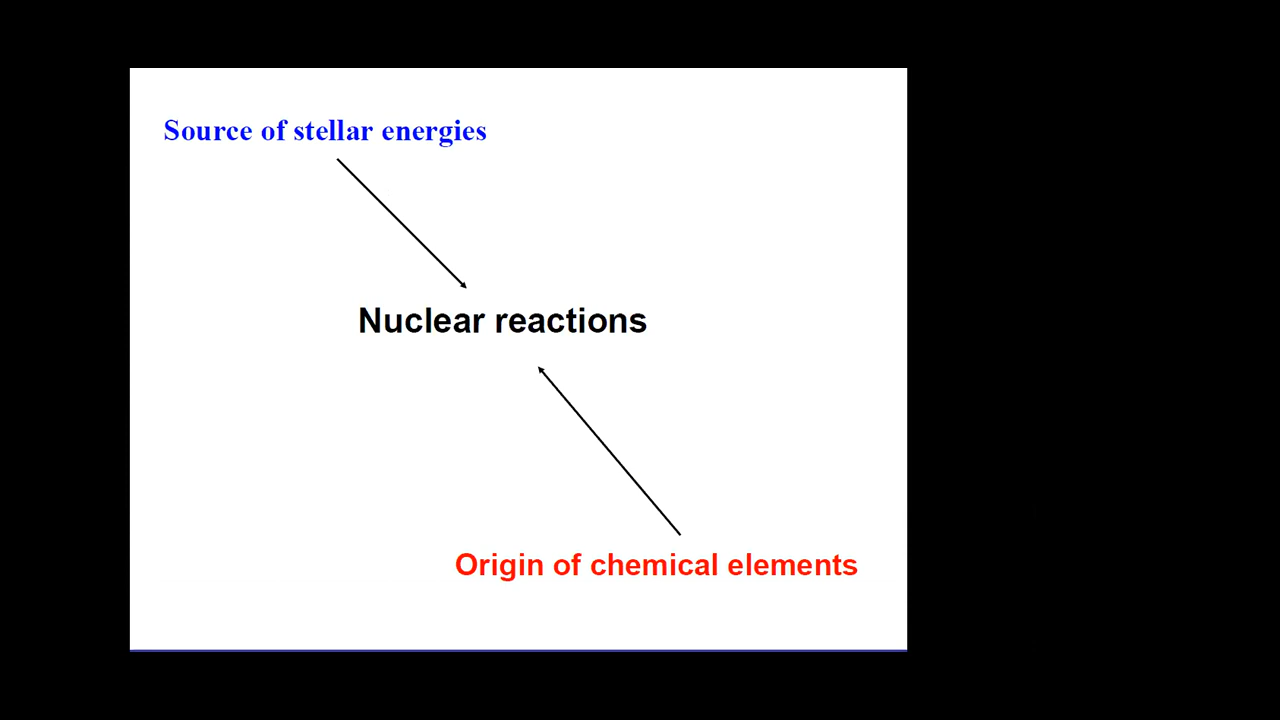 Source of stellar energies
Nuclear reactions
Origin of chemical elements